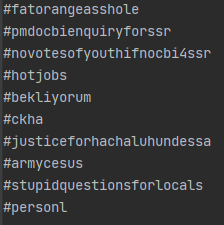 #fatorangeasshole
#pmdocbienquiryforssr
#novotesofyouthifnocbi4ssr
#hotjobs
#bekliyorum
#ckha
#justiceforhachaluhundessa
#armycesus
#stupidquestionsforlocals
#personl